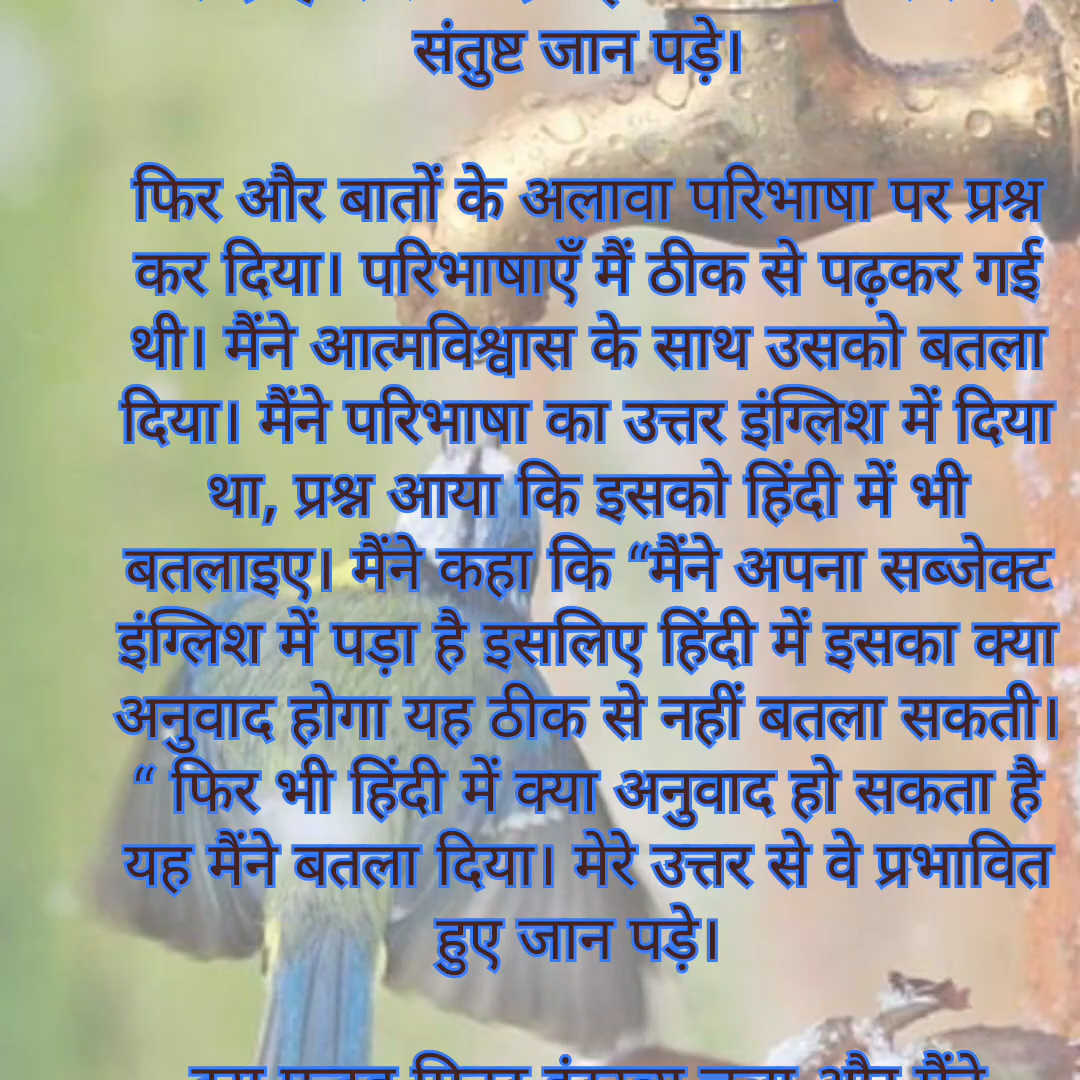 संतुष्ट जान पड़े।
फिर और बातों के अलावा परिभाषा पर प्रश्न
कर दिया। परिभाषाएँ मैं ठीक से पढ़कर गई
थी। मैंने आत्मविश्वास के साथ उसको बतला
दिया। मैंने परिभाषा का उत्तर इंग्लिश में दिया
था, प्रश्न आया कि इसको हिंदी में भी
बतलाइए। मैंने कहा कि “मैंने अपना सब्जेक्ट
इंग्लिश में पड़ा है इसलिए हिंदी में इसका क्या
अनुवाद होगा यह ठीक से नहीं बतला सकती।
“ फिर भी हिंदी में क्या अनुवाद हो सकता है
यह मैंने बतला दिया। मेरे उत्तर से वे प्रभावित
हुए जान पड़े।